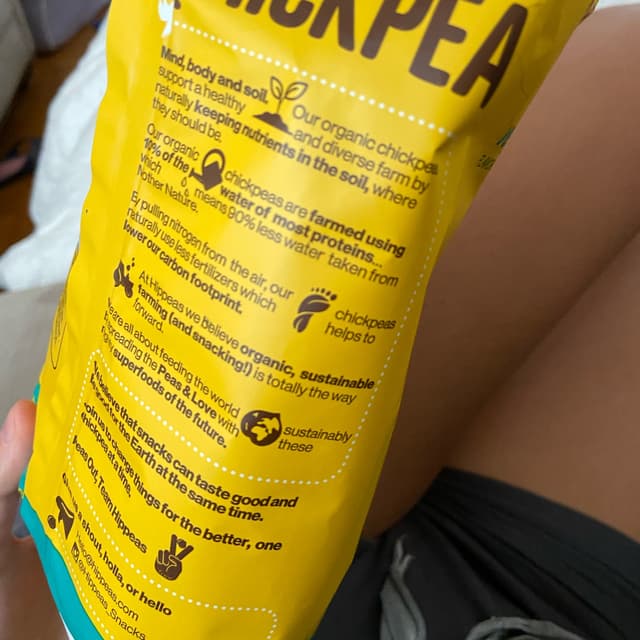 CHICKPEA
Mind, body and soil. Our organic chickpeas
support a healthy and diverse farm by
naturally keeping nutrients in the soil, where
they should be.
Our organic chickpeas are farmed using
10% of the water of most proteins...
which means 90% less water taken from
Mother Nature.
By pulling nitrogen from the air, our chickpeas
naturally use less fertilizers which helps to
lower our carbon footprint.
At Hippeas we believe organic, sustainable
farming (and snacking!) is totally the way
forward.
We are all about feeding the world sustainably
& spreading the Peas & Love with these
superfoods of the future.
We believe that snacks can taste good and
good for the Earth at the same time.
Join us to change things for the better, one
chickpea at a time.
Peas Out, Team Hippeas
a shout, holla, or hello
hello@hippeas.com
@Hippeas_Snacks